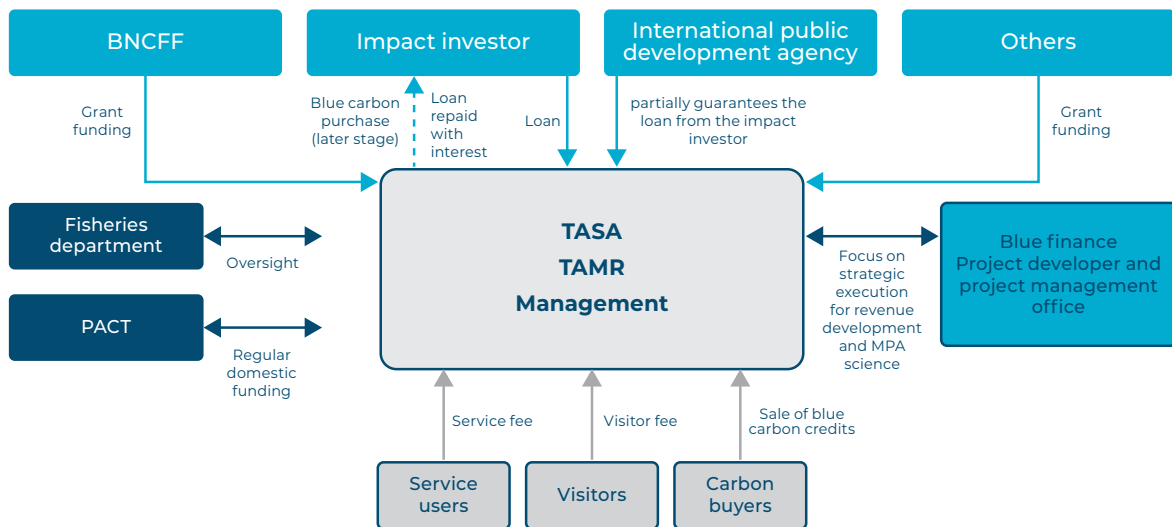 BNCFF
Impact investor
International public
development agency
Others
Grant
funding
Blue carbon
purchase
(later stage)
Loan
repaid
with
interest
Loan
partially guarantees the
loan from the impact
investor
Grant
funding
Fisheries
department
Oversight
PACT
Regular
domestic
funding
TASA
TAMR
Management
Focus on
strategic
execution
for revenue
development
and MPA
science
Blue finance
Project developer and
project management
office
Service fee
Visitor fee
Sale of blue
carbon credits
Service
users
Visitors
Carbon
buyers